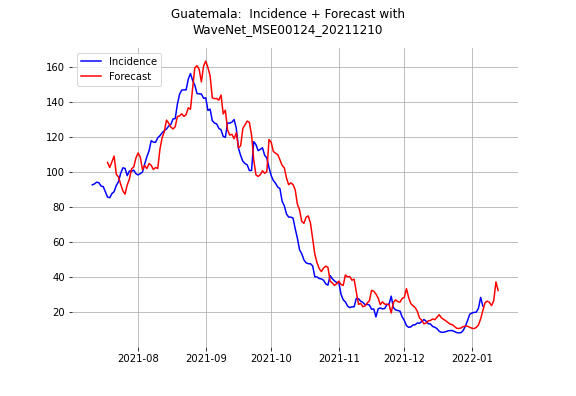 Guatemala:  Incidence + Forecast with
WaveNet_MSE00124_20211210
Incidence
Forecast
160
140
120
100
80
60
40
20
2021-08 2021-09 2021-10 2021-11 2021-12 2022-01